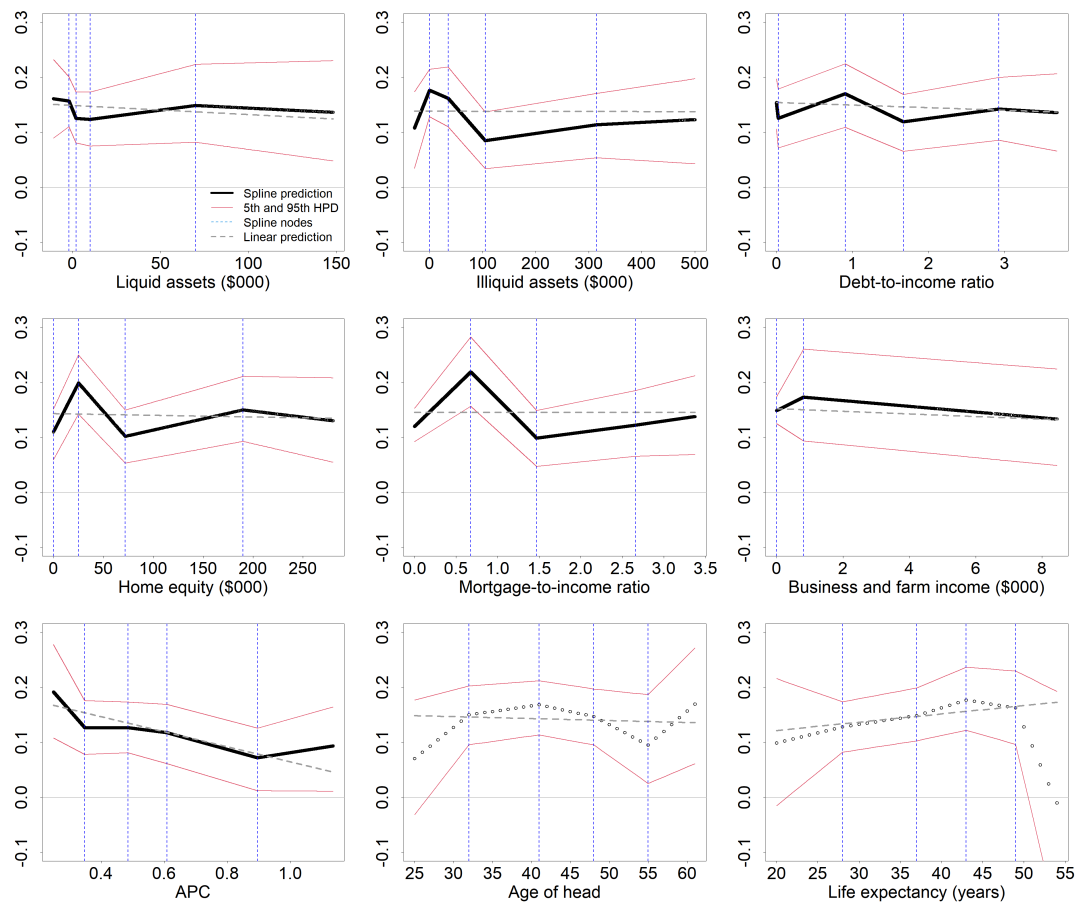 0.3 0.3 0.3
0.2 0.2 0.2
0.1 0.1 0.1
0.0 0.0 0.0
-0.1 -0.1 -0.1
Spline prediction
5th and 95th HPD
Spline nodes
Linear prediction
0 50 100 150 0 100 200 300 400 500 0 1 2 3
Liquid assets ($000) Illiquid assets ($000) Debt-to-income ratio
0.3 0.3 0.3
0.2 0.2 0.2
0.1 0.1 0.1
0.0 0.0 0.0
-0.1 -0.1 -0.1
0 50 100 150 200 250 0.0 0.5 1.0 1.5 2.0 2.5 3.0 3.5 0 2 4 6 8
Home equity ($000) Mortgage-to-income ratio Business and farm income ($000)
0.3 0.3 0.3
0.2 0.2 0.2
0.1 0.1 0.1
0.0 0.0 0.0
-0.1 -0.1 -0.1
0.4 0.6 0.8 1.0 25 30 35 40 45 50 55 60 20 25 30 35 40 45 50 55
APC Age of head Life expectancy (years)